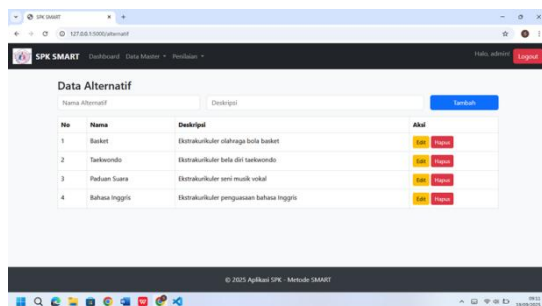 SPK SMART
127.0.0.1:5000/alternatif
SPK SMART Dashboard Data Master Penilaian Halo, admin! Logout
Data Alternatif
Nama Alternatif Deskripsi Tambah
No Nama Deskripsi Aksi
1 Basket Ekstrakurikuler olahraga bola basket Edit Hapus
2 Taekwondo Ekstrakurikuler bela diri taekwondo Edit Hapus
3 Paduan Suara Ekstrakurikuler seni musik vokal Edit Hapus
4 Bahasa Inggris Ekstrakurikuler penguasaan bahasa Inggris Edit Hapus
© 2025 Aplikasi SPK - Metode SMART